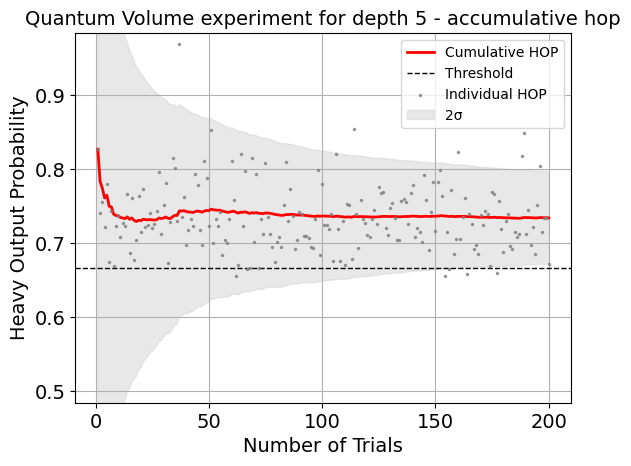 Quantum Volume experiment for depth 5 - accumulative hop
Cumulative HOP
Threshold
Individual HOP
2σ
Heavy Output Probability
0.9
0.8
0.7
0.6
0.5
0
50
100
150
200
Number of Trials